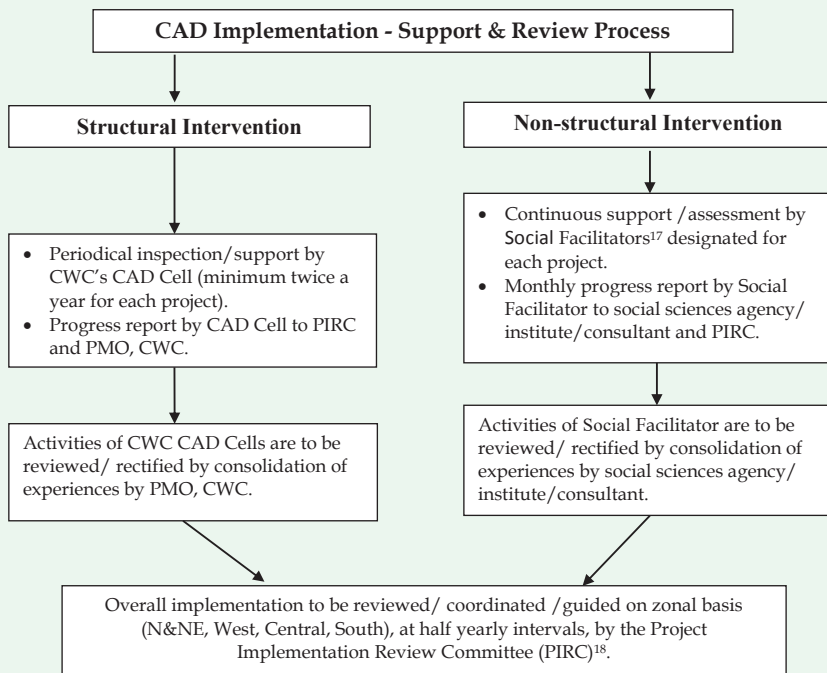 CAD Implementation - Support & Review Process
Structural Intervention
Non-structural Intervention
• Periodical inspection/support by
CWC's CAD Cell (minimum twice a
year for each project).
• Progress report by CAD Cell to PIRC
and PMO, CWC.
• Continuous support /assessment by
Social Facilitators¹⁷ designated for
each project.
• Monthly progress report by Social
Facilitator to social sciences agency/
institute/consultant and PIRC.
Activities of CWC CAD Cells are to be
reviewed/ rectified by consolidation of
experiences by PMO, CWC.
Activities of Social Facilitator are to be
reviewed/ rectified by consolidation of
experiences by social sciences agency/
institute/consultant.
Overall implementation to be reviewed/ coordinated /guided on zonal basis
(N&NE, West, Central, South), at half yearly intervals, by the Project
Implementation Review Committee (PIRC)¹⁸.